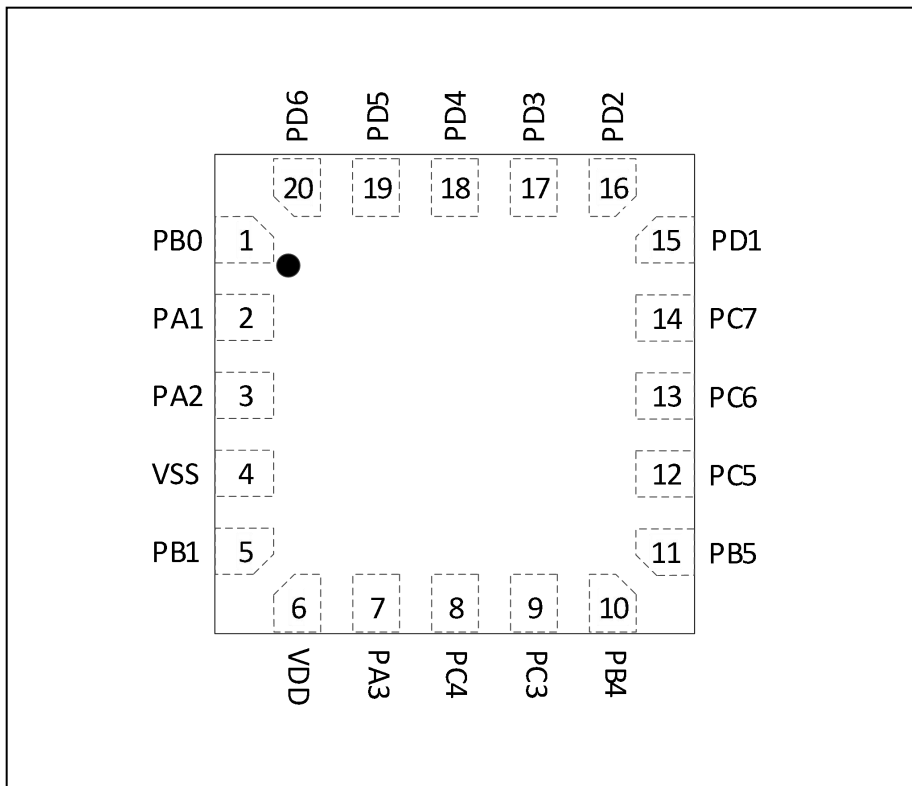 PD6 PD5 PD4 PD3 PD2
20 19 18 17 16
PB0 1 15 PD1
PA1 2 14 PC7
PA2 3 13 PC6
VSS 4 12 PC5
PB1 5 11 PB5
6 7 8 9 10
VDD PA3 PC4 PC3 PB4